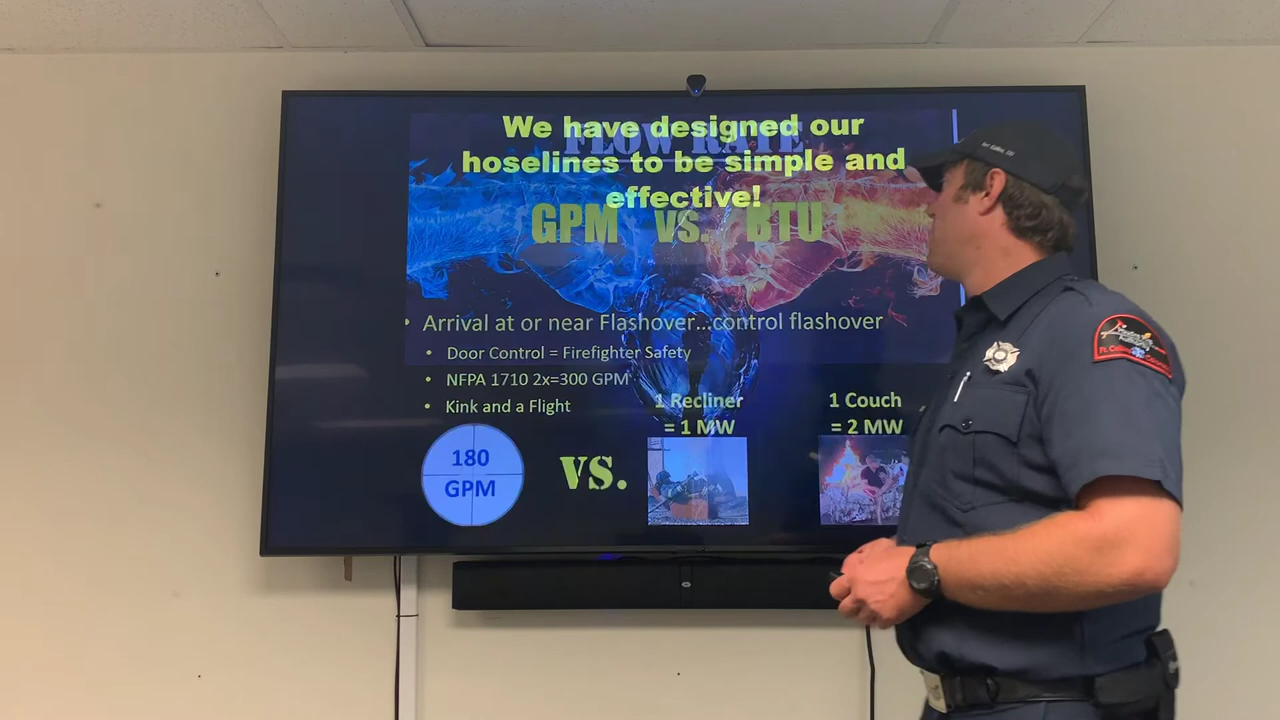 We have designed our
FLOW RATE
hoselines to be simple and
effective!
GPM vs. BTU
• Arrival at or near Flashover...control flashover
• Door Control = Firefighter Safety
• NFPA 1710 2x=300 GPM
• Kink and a Flight
1 Recliner
= 1 MW
1 Couch
= 2 MW
180
GPM
VS.